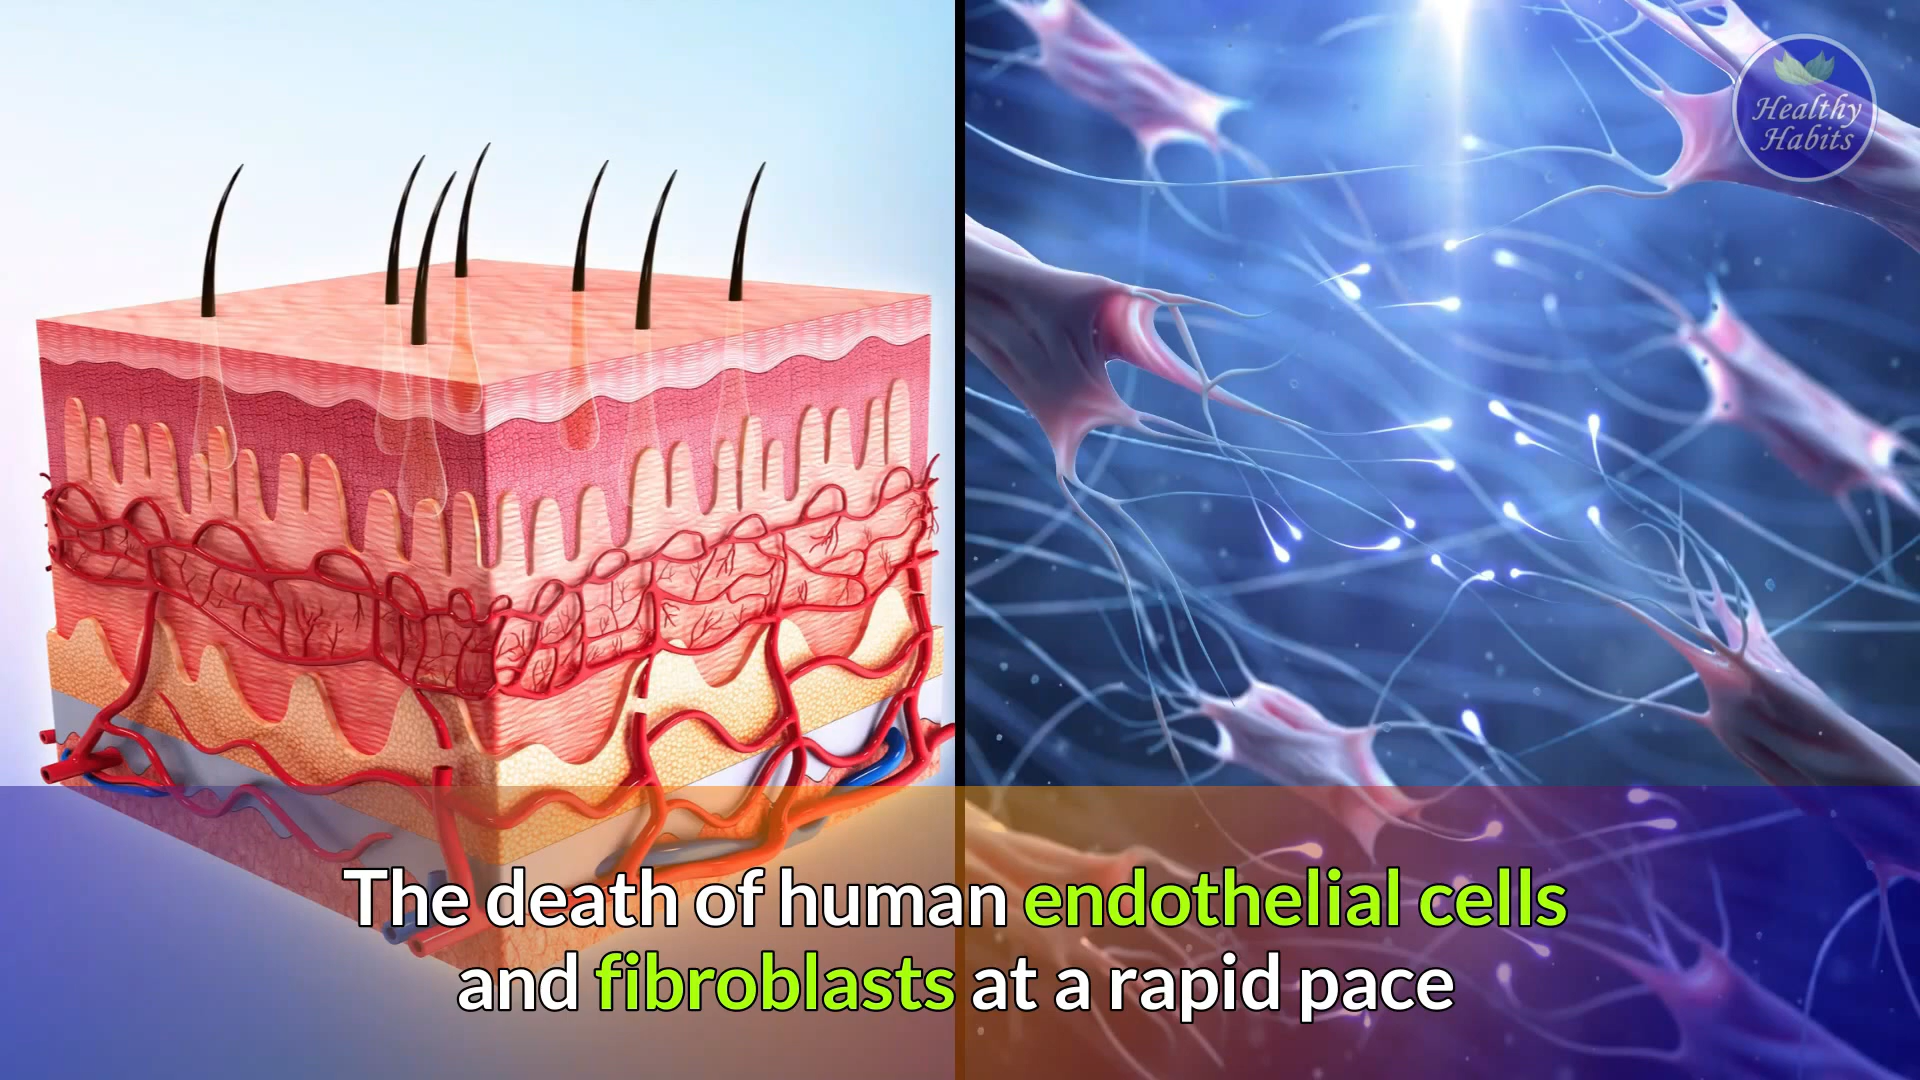 Healthy
Habits
The death of human endothelial cells
and fibroblasts at a rapid pace